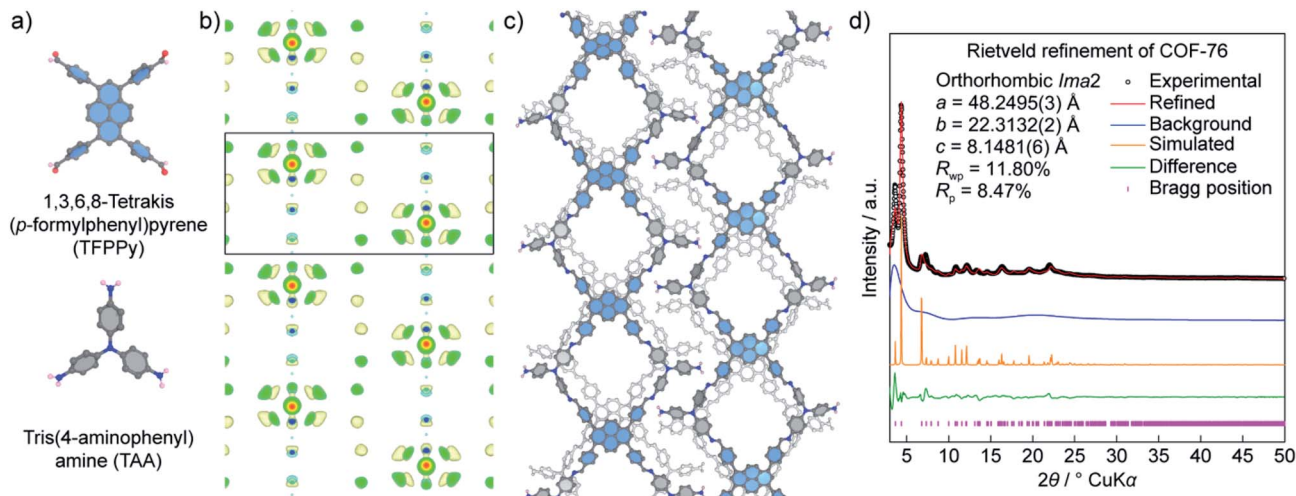 a)
1,3,6,8-Tetrakis
(p-formylphenyl)pyrene
(TFPPy)
Tris(4-aminophenyl)
amine (TAA)
b)
c)
d)
Rietveld refinement of COF-76
Orthorhombic Ima2
a = 48.2495(3) Å
b = 22.3132(2) Å
c = 8.1481(6) Å
Rwp = 11.80%
Rp = 8.47%
Experimental
Refined
Background
Simulated
Difference
Bragg position
Intensity / a.u.
5 10 15 20 25 30 35 40 45 50
2θ / ° CuKα